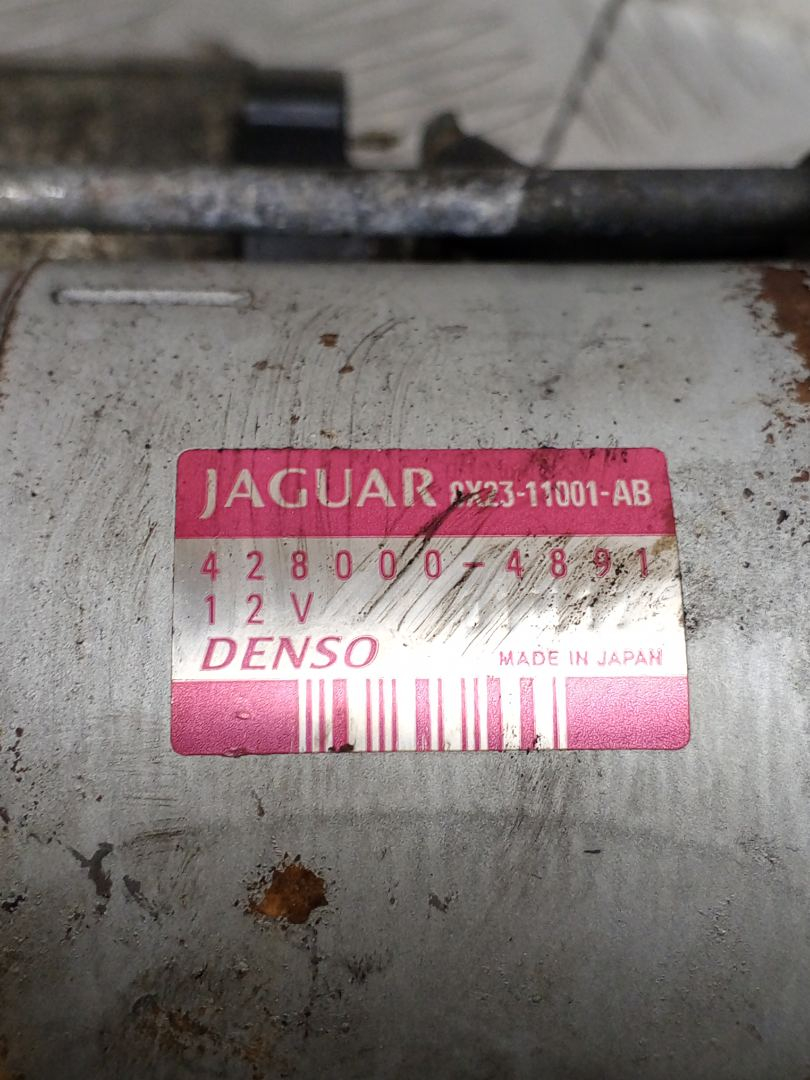 JAGUAR
428000-4891
12V
DENSO MADE IN JAPAN